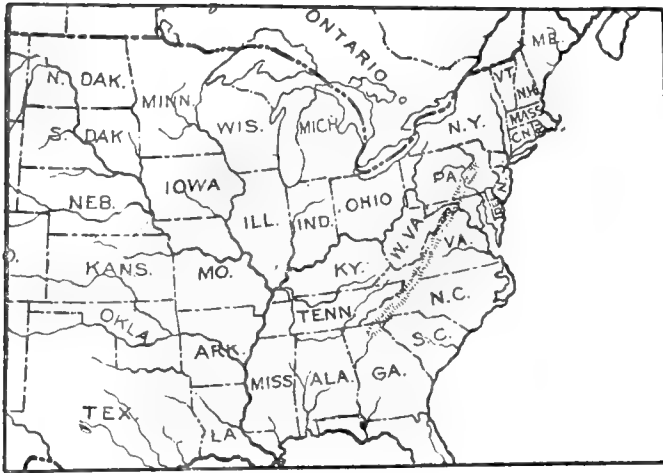 ONTARIO
ME.
N. DAK.
MINN.
VT.
N.H.
S. DAK.
WIS.
MICH.
N.Y.
MASS
IOWA
PA.
NEB.
ILL.
IND.
OHIO
W. VA.
VA.
KANS.
MO.
KY.
N.C.
OKLA.
TENN.
S.C.
ARK.
MISS.
ALA.
GA.
TEX.
LA.